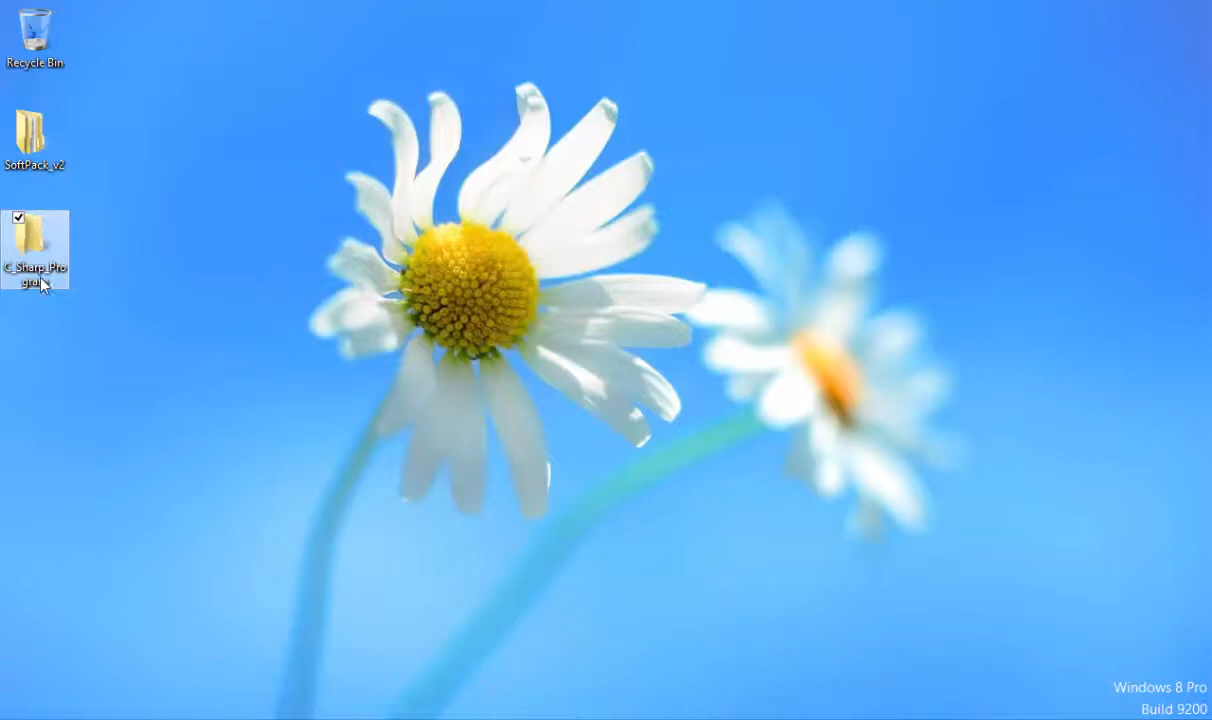 Recycle Bin
SoftPack_v2
C_Sharp_Pro
Windows 8 Pro
Build 9200